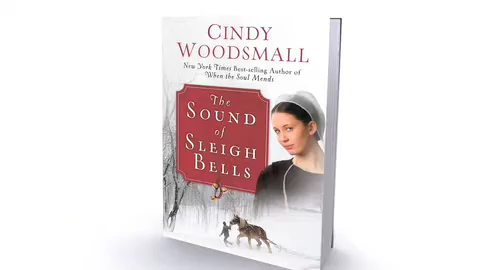 CINDY
WOODSMALL
New York Times Best-selling Author of
When the Soul Mends
The
SOUND
of
SLEIGH
BELLS